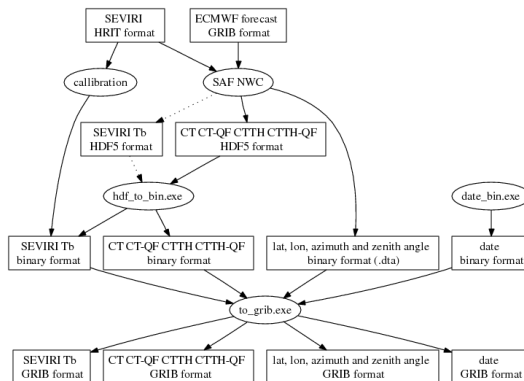 SEVIRI
HRIT format
ECMWF forecast
GRIB format
callibration
SAF NWC
SEVIRI Tb
HDF5 format
CT CT-QF CTTH CTTH-QF
HDF5 format
hdf_to_bin.exe
date_bin.exe
SEVIRI Tb
binary format
CT CT-QF CTTH CTTH-QF
binary format
lat, lon, azimuth and zenith angle
binary format (.dta)
date
binary format
to_grib.exe
SEVIRI Tb
GRIB format
CT CT-QF CTTH CTTH-QF
GRIB format
lat, lon, azimuth and zenith angle
GRIB format
date
GRIB format